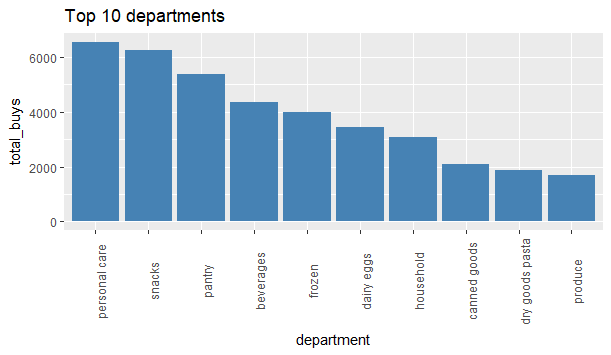 Top 10 departments
total_buys
6000
4000
2000
0
personal care
snacks
pantry
beverages
frozen
dairy eggs
household
canned goods
dry goods pasta
produce
department